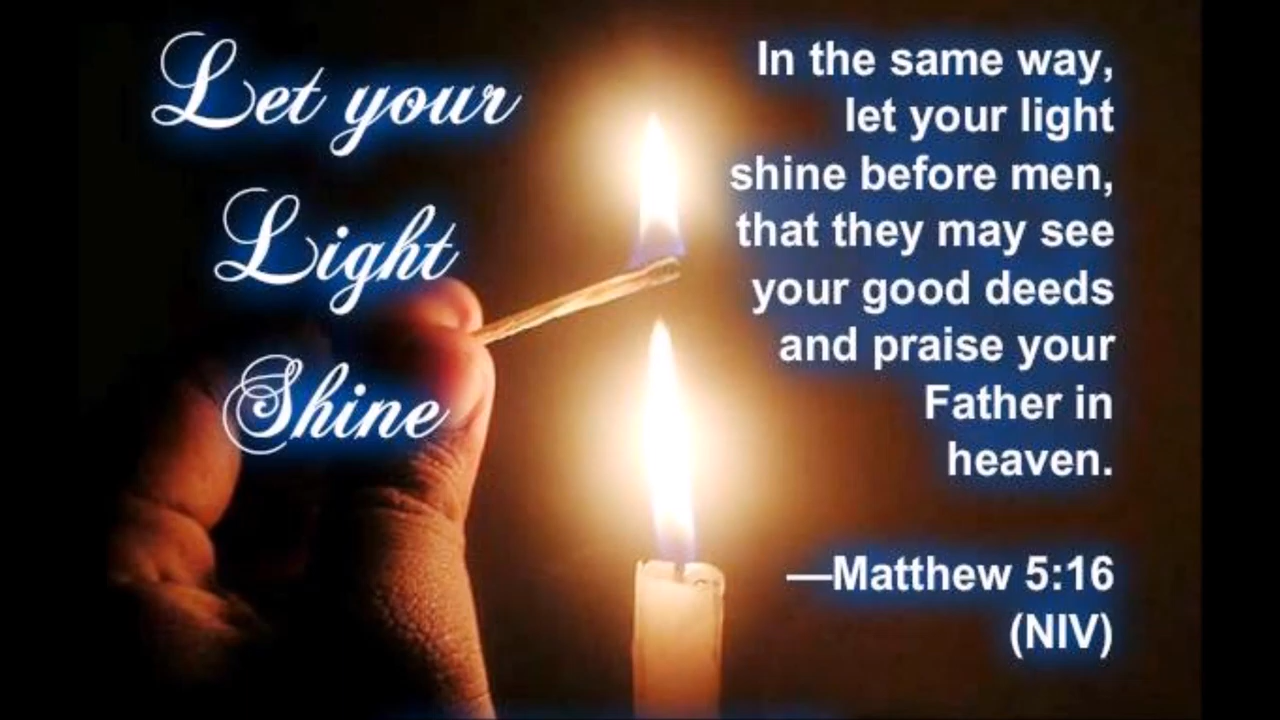 Let your
Light
Shine
In the same way,
let your light
shine before men,
that they may see
your good deeds
and praise your
Father in
heaven.
—Matthew 5:16
(NIV)